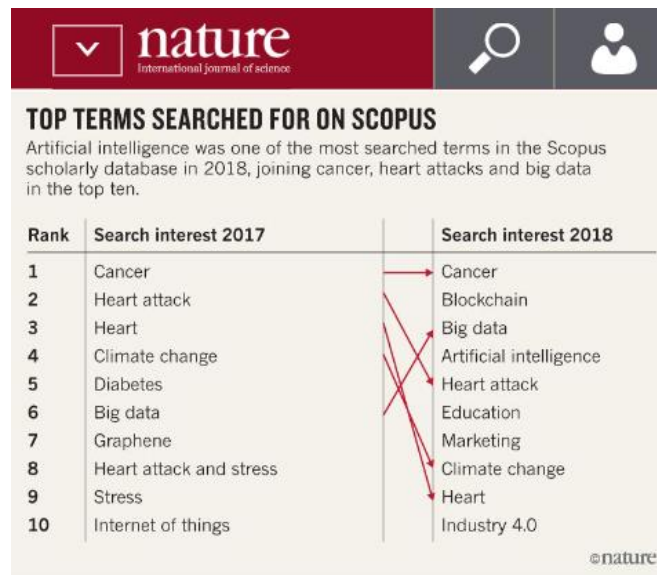 nature
International journal of science
TOP TERMS SEARCHED FOR ON SCOPUS
Artificial intelligence was one of the most searched terms in the Scopus
scholarly database in 2018, joining cancer, heart attacks and big data
in the top ten.
Rank Search interest 2017 Search interest 2018
1 Cancer Cancer
2 Heart attack Blockchain
3 Heart Big data
4 Climate change Artificial intelligence
5 Diabetes Heart attack
6 Big data Education
7 Graphene Marketing
8 Heart attack and stress Climate change
9 Stress Heart
10 Internet of things Industry 4.0
©nature